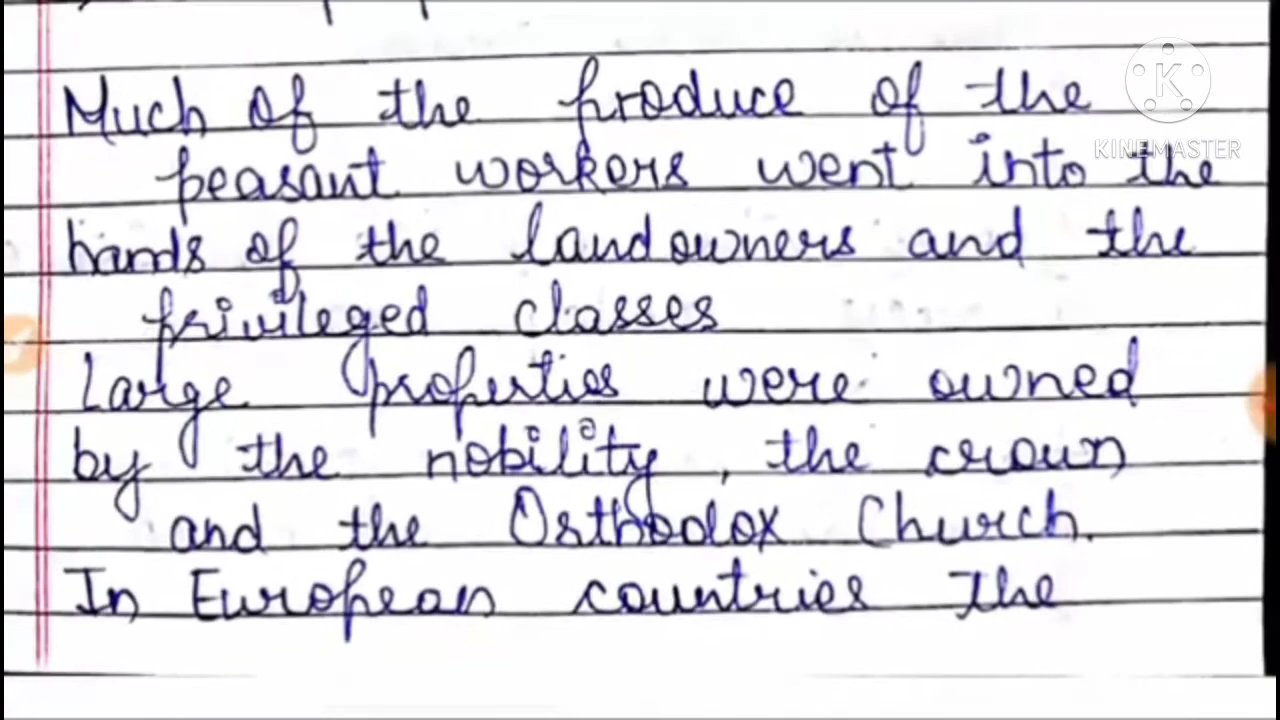 Much of the produce of the
peasant workers went into the
hands of the landowners and the
privileged classes
Large properties were owned
by the nobility, the crown
and the Orthodox Church.
In European countries the
K
KINEMASTER